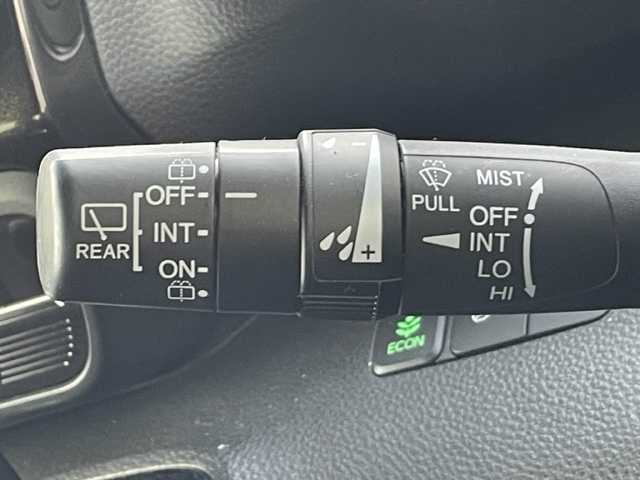 OFF
INT
ON
REAR
-
+
PULL
MIST
OFF
INT
LO
HI
ECON